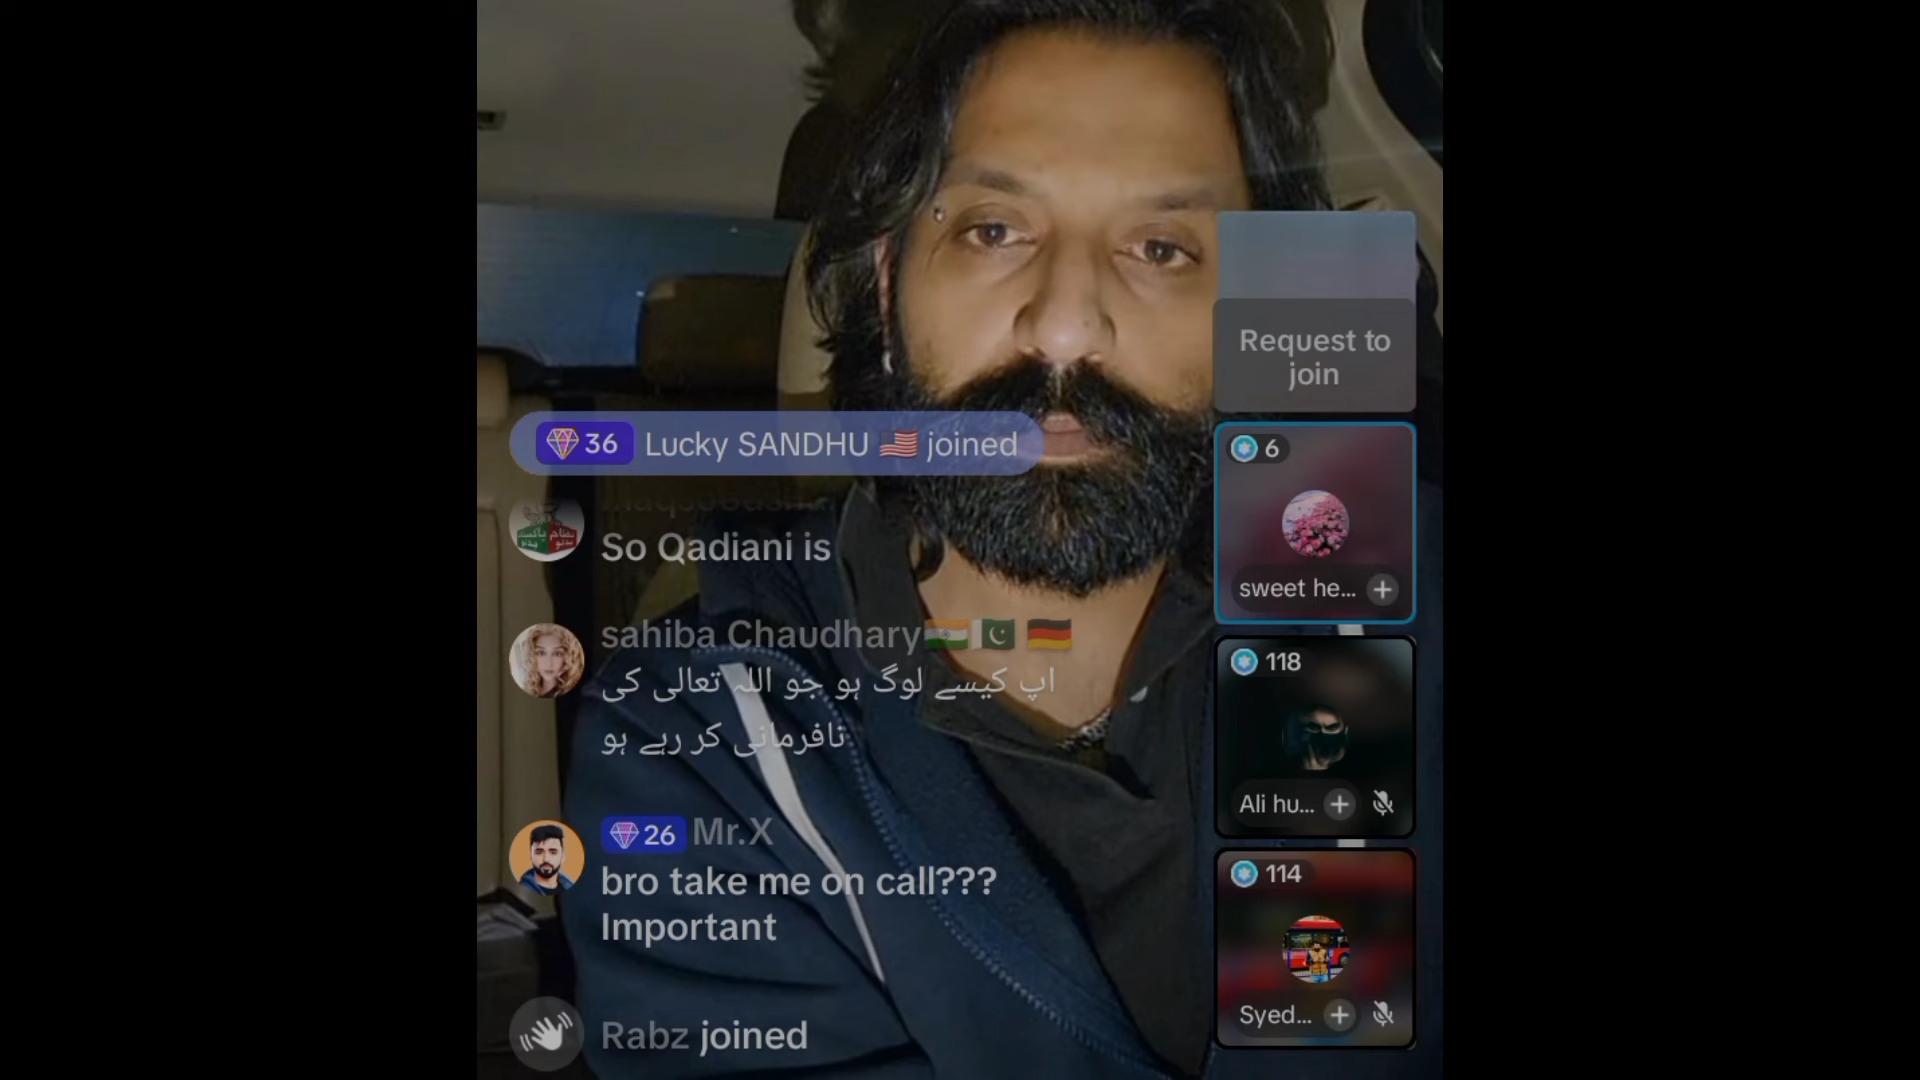 36 Lucky SANDHU joined
So Qadiani is
sahiba Chaudhary
اپ کیسے لوگ ہو جو اللہ تعالی کی
نافرمانی کر رہے ہو
26 Mr.X
bro take me on call???
Important
Rabz joined
Request to
join
6
sweet he...
118
Ali hu...
114
Syed...